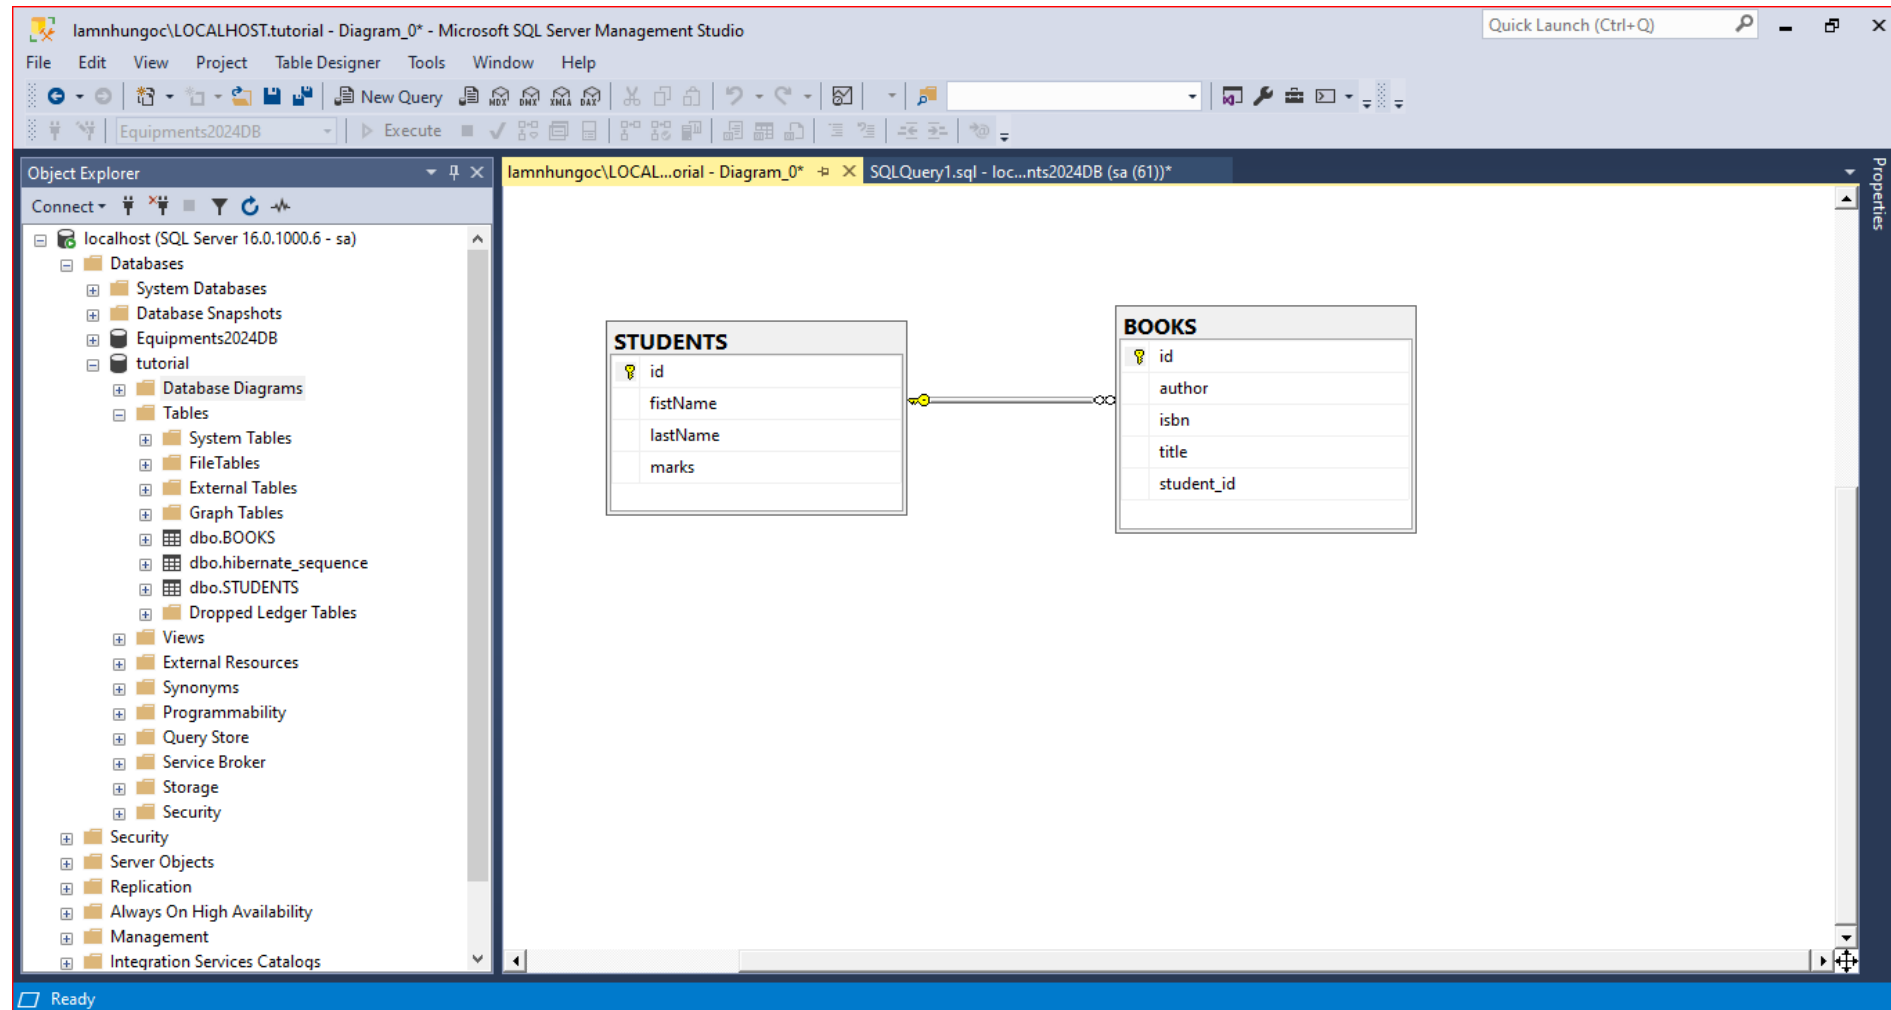 lamnhungoc\LOCALHOST.tutorial - Diagram_0* - Microsoft SQL Server Management Studio
Quick Launch (Ctrl+Q)
File Edit View Project Table Designer Tools Window Help
New Query MDX DMX XMLA DAX
Equipments2024DB Execute
Object Explorer
Connect
localhost (SQL Server 16.0.1000.6 - sa)
Databases
System Databases
Database Snapshots
Equipments2024DB
tutorial
Database Diagrams
Tables
System Tables
FileTables
External Tables
Graph Tables
dbo.BOOKS
dbo.hibernate_sequence
dbo.STUDENTS
Dropped Ledger Tables
Views
External Resources
Synonyms
Programmability
Query Store
Service Broker
Storage
Security
Security
Server Objects
Replication
Always On High Availability
Management
Integration Services Catalogs
lamnhungoc\LOCAL...orial - Diagram_0* SQLQuery1.sql - loc...nts2024DB (sa (61))*
STUDENTS
id
fistName
lastName
marks
BOOKS
id
author
isbn
title
student_id
Properties
Ready